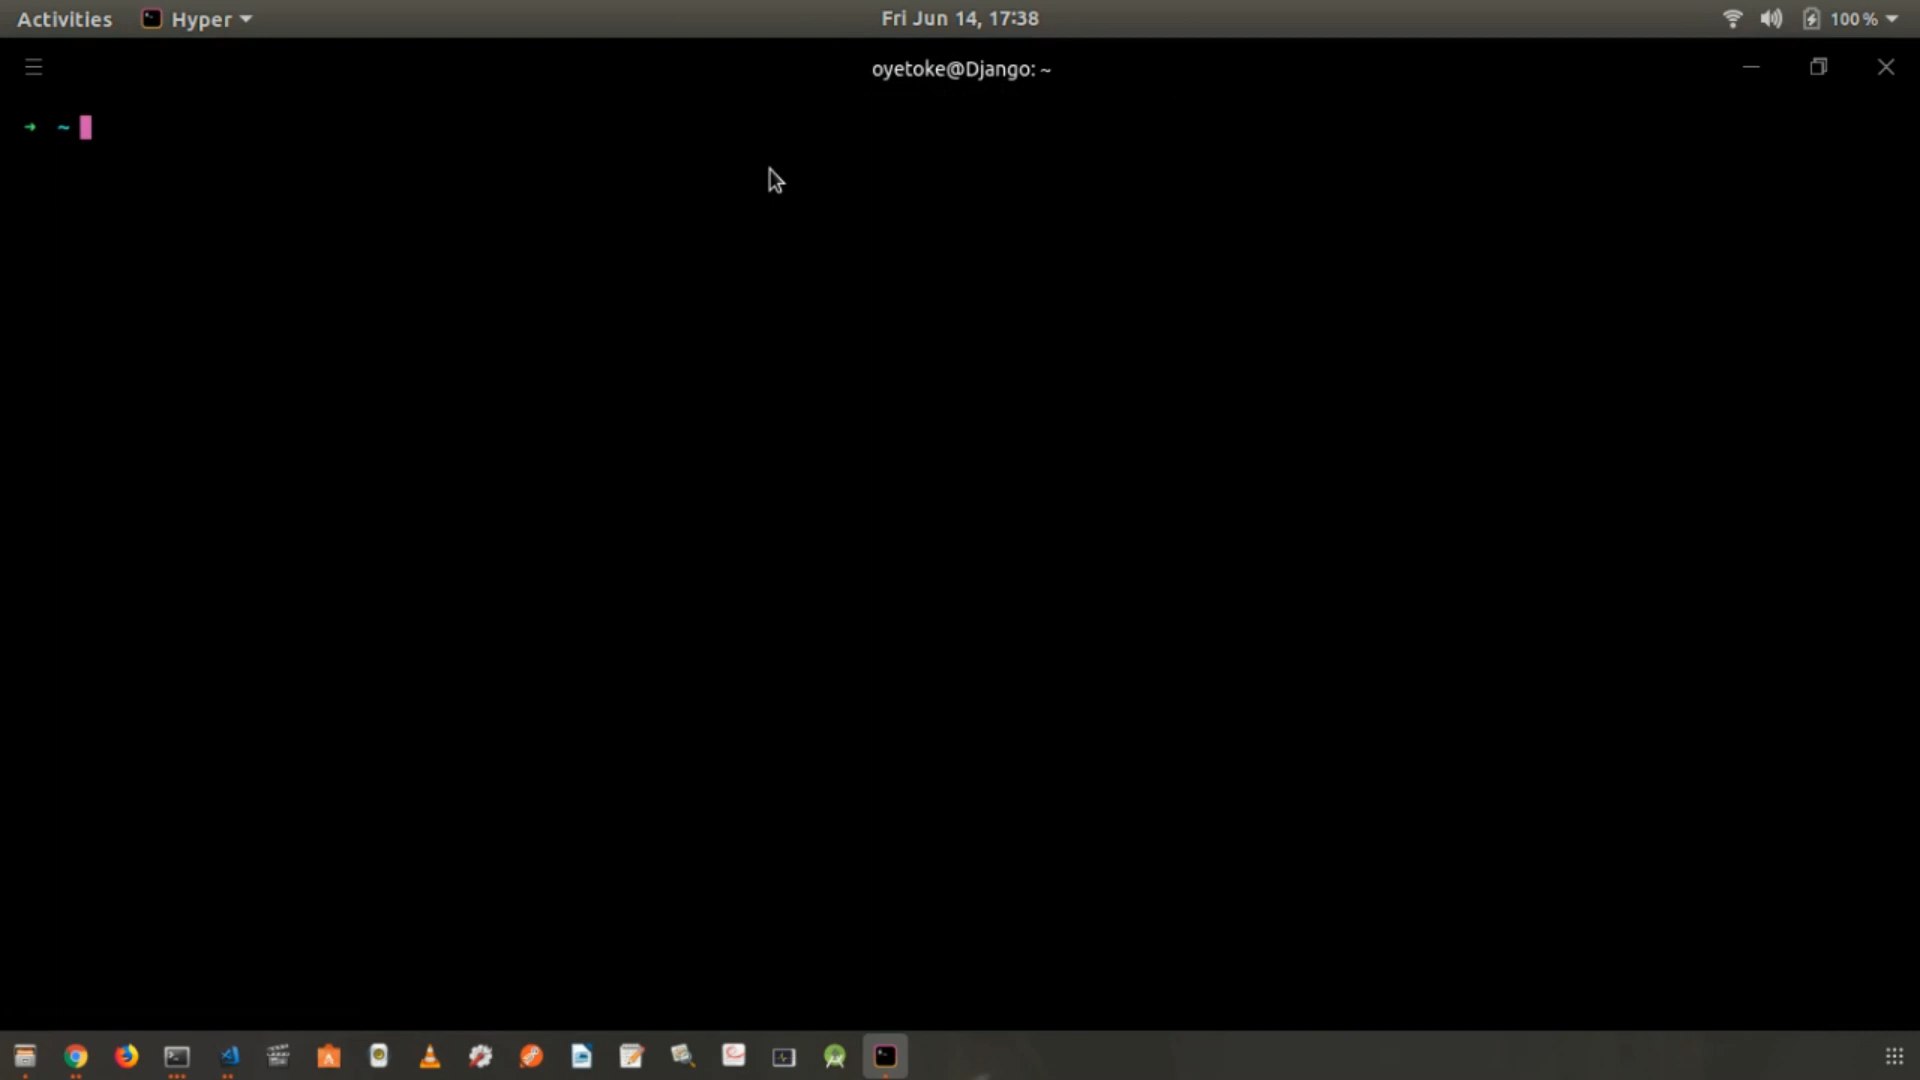 Activities Hyper Fri Jun 14, 17:38 100 %
oyetoke@Django: ~
➜ ~